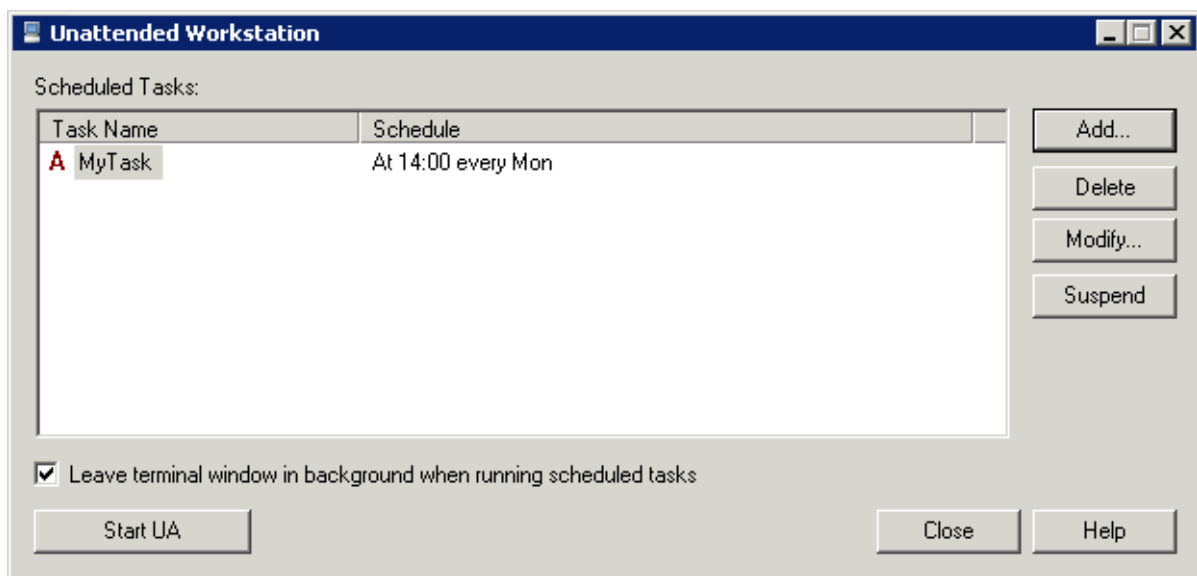 Unattended Workstation
Scheduled Tasks:
Task Name Schedule
A MyTask At 14:00 every Mon
Add...
Delete
Modify...
Suspend
Leave terminal window in background when running scheduled tasks
Start UA Close Help